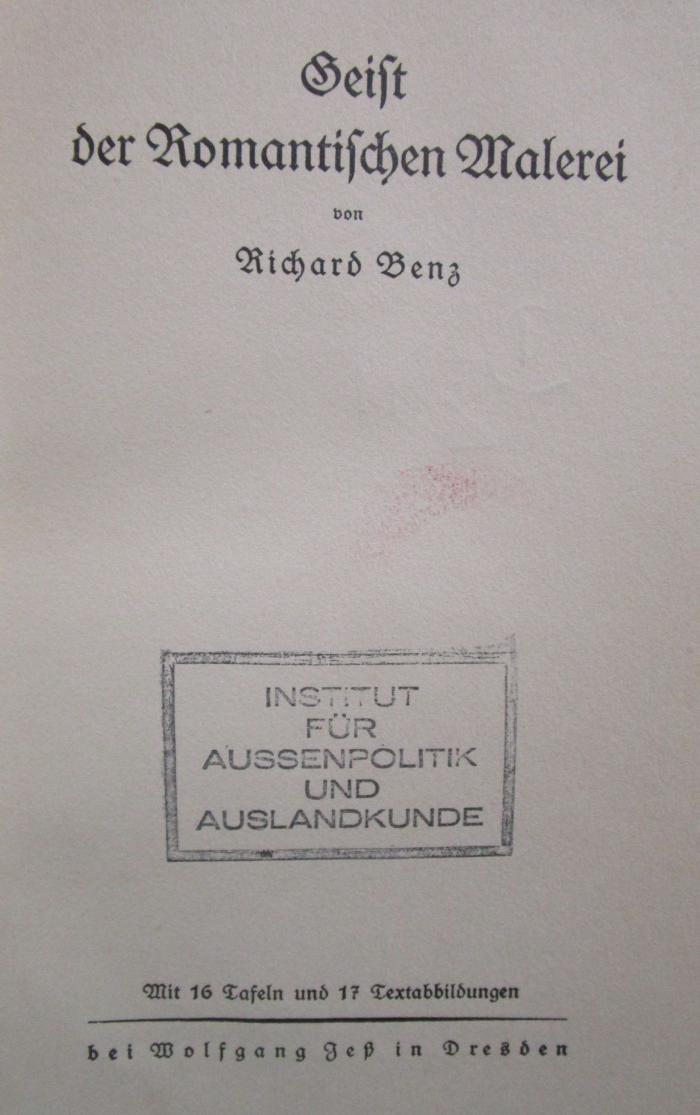 Geiſt
der Romantiſchen Malerei
von
Richard Benz
INSTITUT
FÜR
AUSSENPOLITIK
UND
AUSLANDKUNDE
Mit 16 Tafeln und 17 Textabbildungen
bei Wolfgang Jeß in Dresden